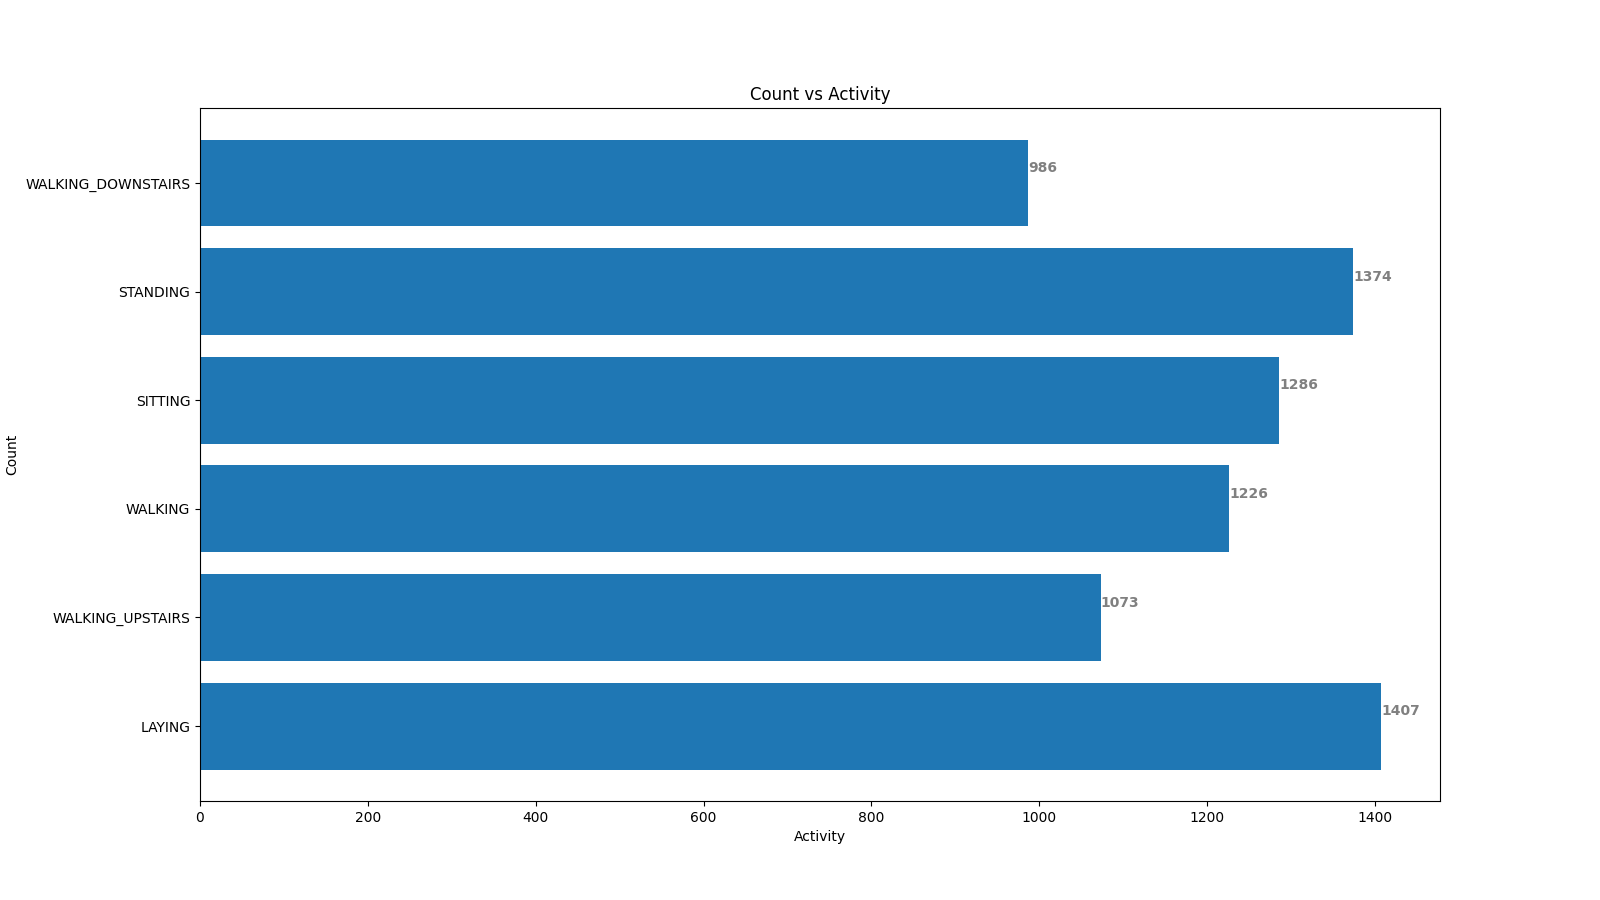 Count vs Activity
WALKING_DOWNSTAIRS
986
STANDING
1374
SITTING
1286
Count
WALKING
1226
WALKING_UPSTAIRS
1073
LAYING
1407
0 200 400 600 800 1000 1200 1400
Activity